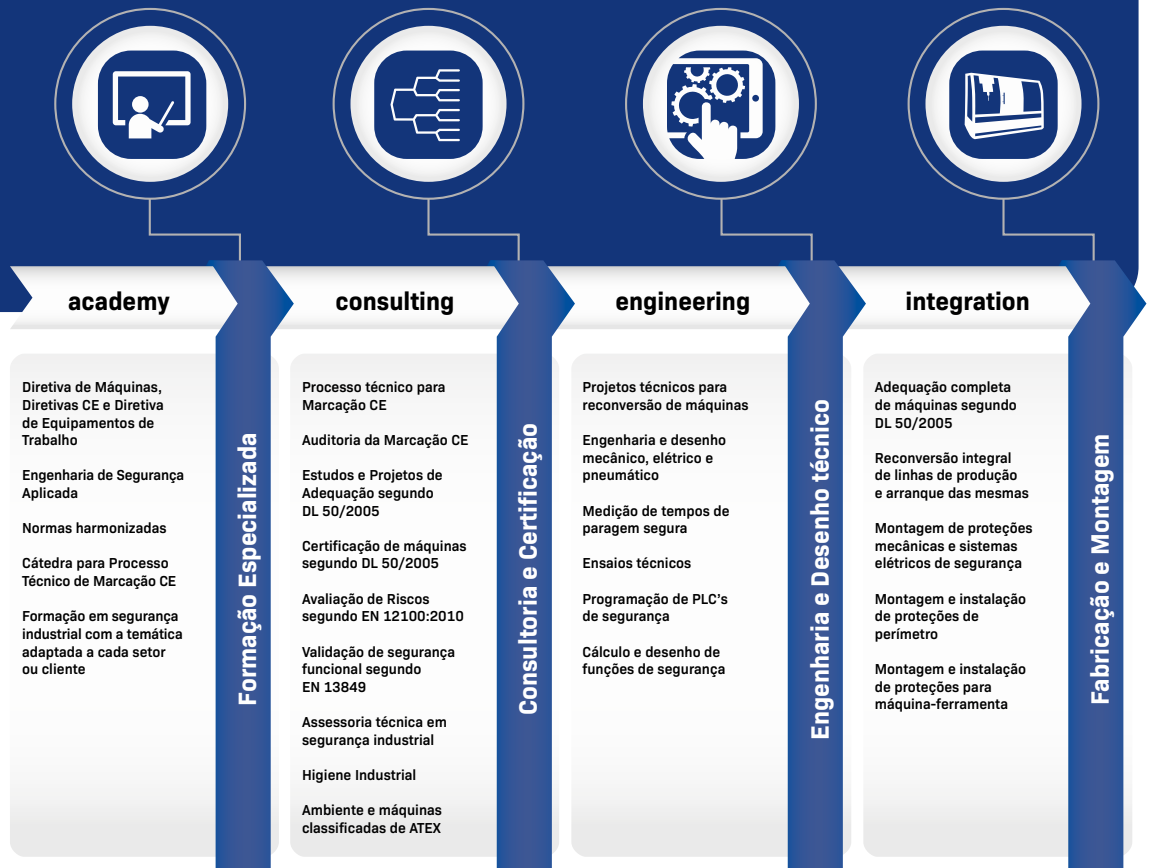 academy
Diretiva de Máquinas,
Diretivas CE e Diretiva
de Equipamentos de
Trabalho
Engenharia de Segurança
Aplicada
Normas harmonizadas
Cátedra para Processo
Técnico de Marcação CE
Formação em segurança
industrial com a temática
adaptada a cada setor
ou cliente
Formação Especializada
consulting
Processo técnico para
Marcação CE
Auditoria da Marcação CE
Estudos e Projetos de
Adequação segundo
DL 50/2005
Certificação de máquinas
segundo DL 50/2005
Avaliação de Riscos
segundo EN 12100:2010
Validação de segurança
funcional segundo
EN 13849
Assessoria técnica em
segurança industrial
Higiene Industrial
Ambiente e máquinas
classificadas de ATEX
Consultoria e Certificação
engineering
Projetos técnicos para
reconversão de máquinas
Engenharia e desenho
mecânico, elétrico e
pneumático
Medição de tempos de
paragem segura
Ensaios técnicos
Programação de PLC's
de segurança
Cálculo e desenho de
funções de segurança
Engenharia e Desenho técnico
integration
Adequação completa
de máquinas segundo
DL 50/2005
Reconversão integral
de linhas de produção
e arranque das mesmas
Montagem de proteções
mecânicas e sistemas
elétricos de segurança
Montagem e instalação
de proteções de
perímetro
Montagem e instalação
de proteções para
máquina-ferramenta
Fabricação e Montagem